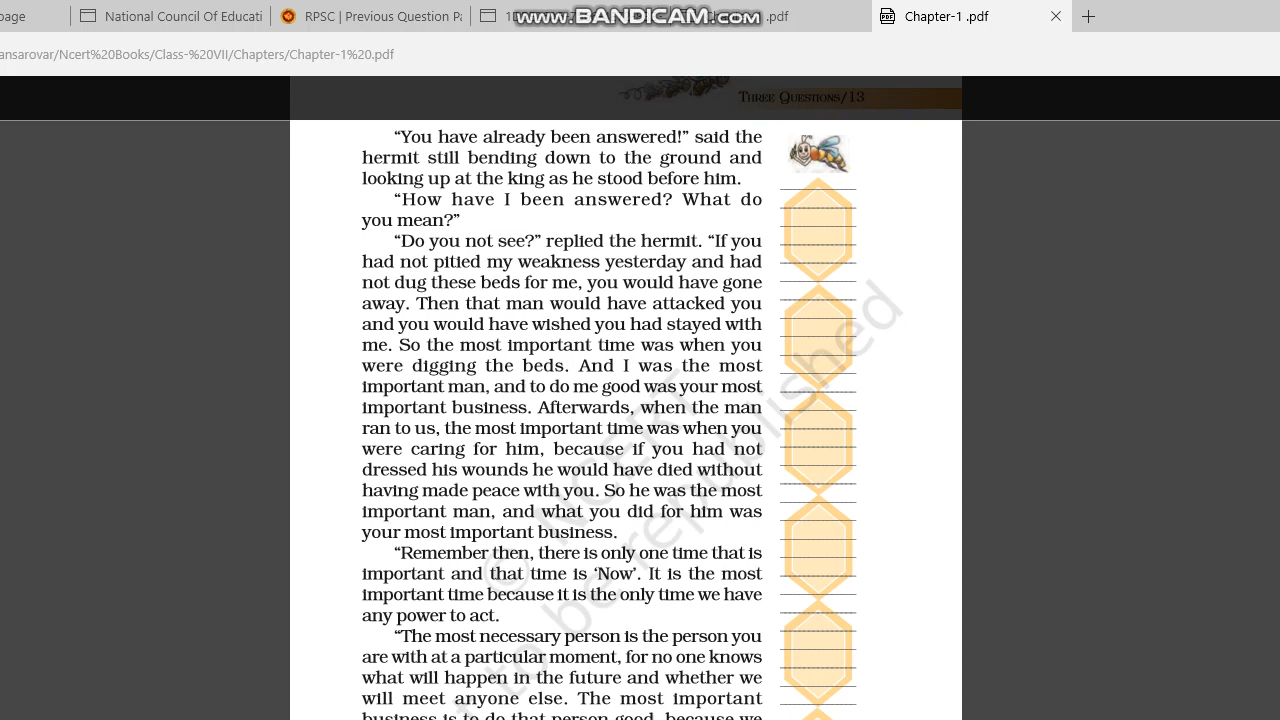 page
National Council Of Educati
RPSC | Previous Question Pa
www.BANDICAM.com
.pdf
Chapter-1 .pdf
ansarovar/Ncert%20Books/Class-%20VII/Chapters/Chapter-1%20.pdf
THREE QUESTIONS/13
“You have already been answered!” said the
hermit still bending down to the ground and
looking up at the king as he stood before him.
“How have I been answered? What do
you mean?”
“Do you not see?” replied the hermit. “If you
had not pitied my weakness yesterday and had
not dug these beds for me, you would have gone
away. Then that man would have attacked you
and you would have wished you had stayed with
me. So the most important time was when you
were digging the beds. And I was the most
important man, and to do me good was your most
important business. Afterwards, when the man
ran to us, the most important time was when you
were caring for him, because if you had not
dressed his wounds he would have died without
having made peace with you. So he was the most
important man, and what you did for him was
your most important business.
“Remember then, there is only one time that is
important and that time is ‘Now’. It is the most
important time because it is the only time we have
any power to act.
“The most necessary person is the person you
are with at a particular moment, for no one knows
what will happen in the future and whether we
will meet anyone else. The most important
business is to do that person good, because we
© NCERT
to be republished